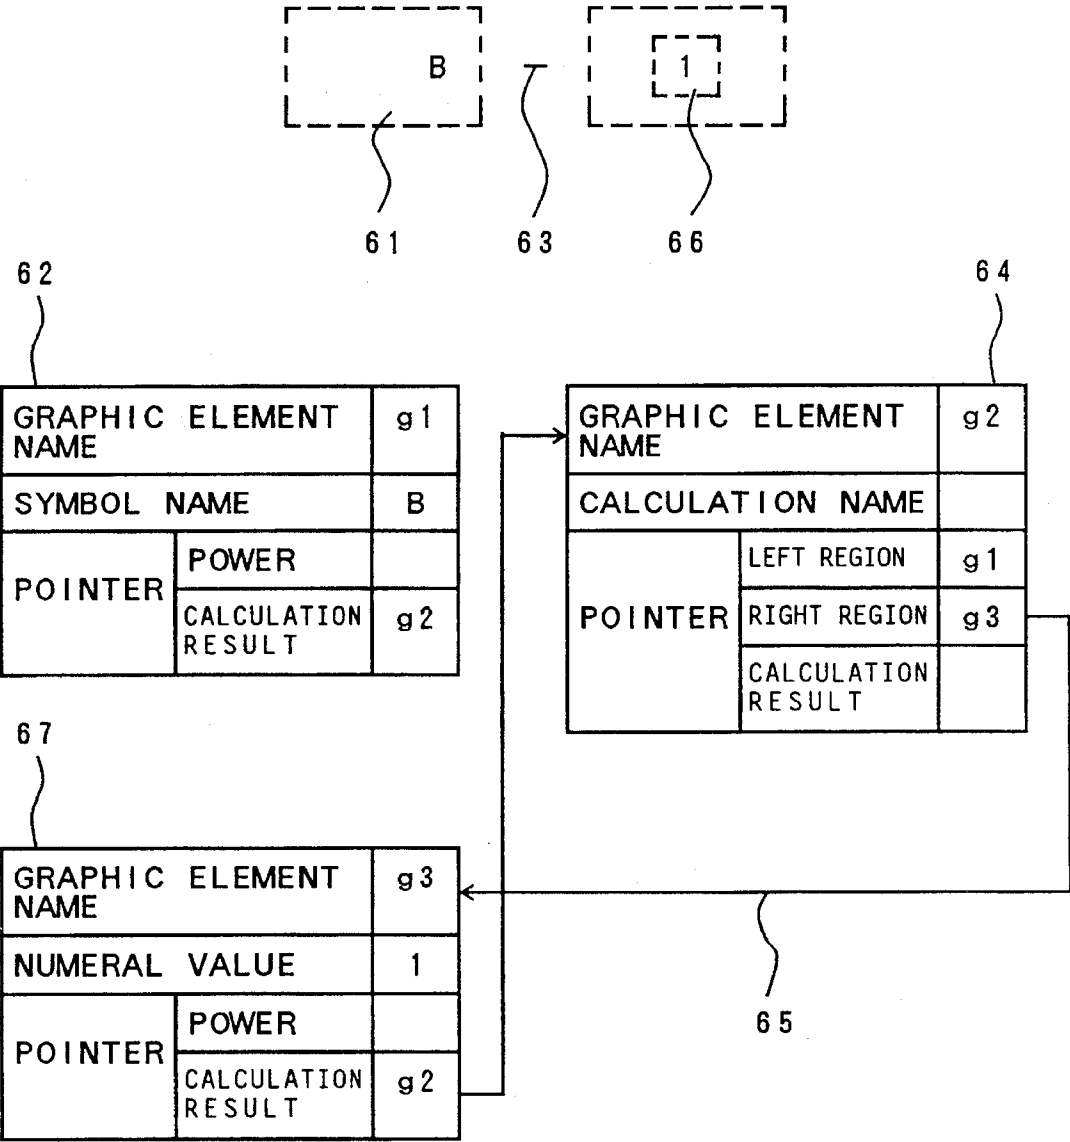 B − 1
61 63 66
62
64
GRAPHIC ELEMENT NAME g1
SYMBOL NAME B
POINTER
POWER
CALCULATION RESULT g2
GRAPHIC ELEMENT NAME g2
CALCULATION NAME
POINTER
LEFT REGION g1
RIGHT REGION g3
CALCULATION RESULT
67
GRAPHIC ELEMENT NAME g3
NUMERAL VALUE 1
POINTER
POWER
CALCULATION RESULT g2
65